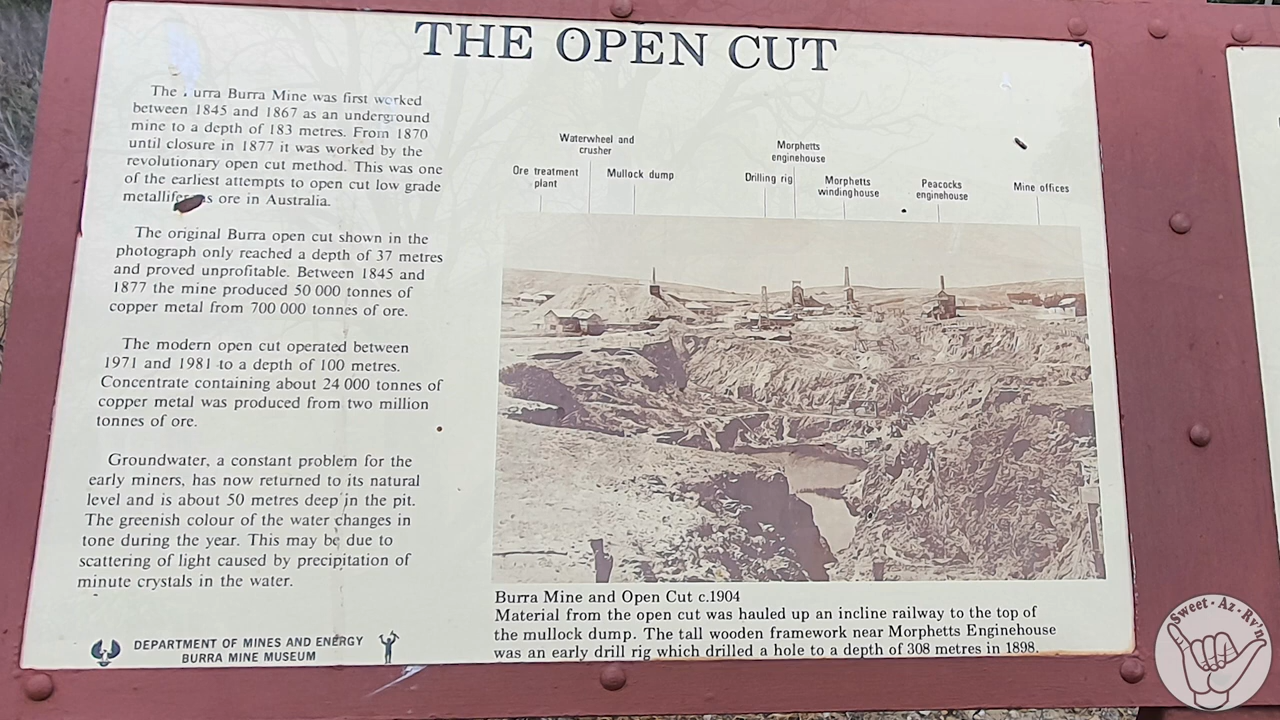 THE OPEN CUT
The urra Burra Mine was first worked
between 1845 and 1867 as an underground
mine to a depth of 183 metres. From 1870
until closure in 1877 it was worked by the
revolutionary open cut method. This was one
of the earliest attempts to open cut low grade
metallifer s ore in Australia.
The original Burra open cut shown in the
photograph only reached a depth of 37 metres
and proved unprofitable. Between 1845 and
1877 the mine produced 50 000 tonnes of
copper metal from 700 000 tonnes of ore.
The modern open cut operated between
1971 and 1981 to a depth of 100 metres.
Concentrate containing about 24 000 tonnes of
copper metal was produced from two million
tonnes of ore.
Groundwater, a constant problem for the
early miners, has now returned to its natural
level and is about 50 metres deep in the pit.
The greenish colour of the water changes in
tone during the year. This may be due to
scattering of light caused by precipitation of
minute crystals in the water.
DEPARTMENT OF MINES AND ENERGY
BURRA MINE MUSEUM
Ore treatment
plant
Waterwheel and
crusher
Mullock dump
Drilling rig
Morphetts
enginehouse
Morphetts
windinghouse
Peacocks
enginehouse
Mine offices
Burra Mine and Open Cut c.1904
Material from the open cut was hauled up an incline railway to the top of
the mullock dump. The tall wooden framework near Morphetts Enginehouse
was an early drill rig which drilled a hole to a depth of 308 metres in 1898.
Sweet·Az·Rv'n